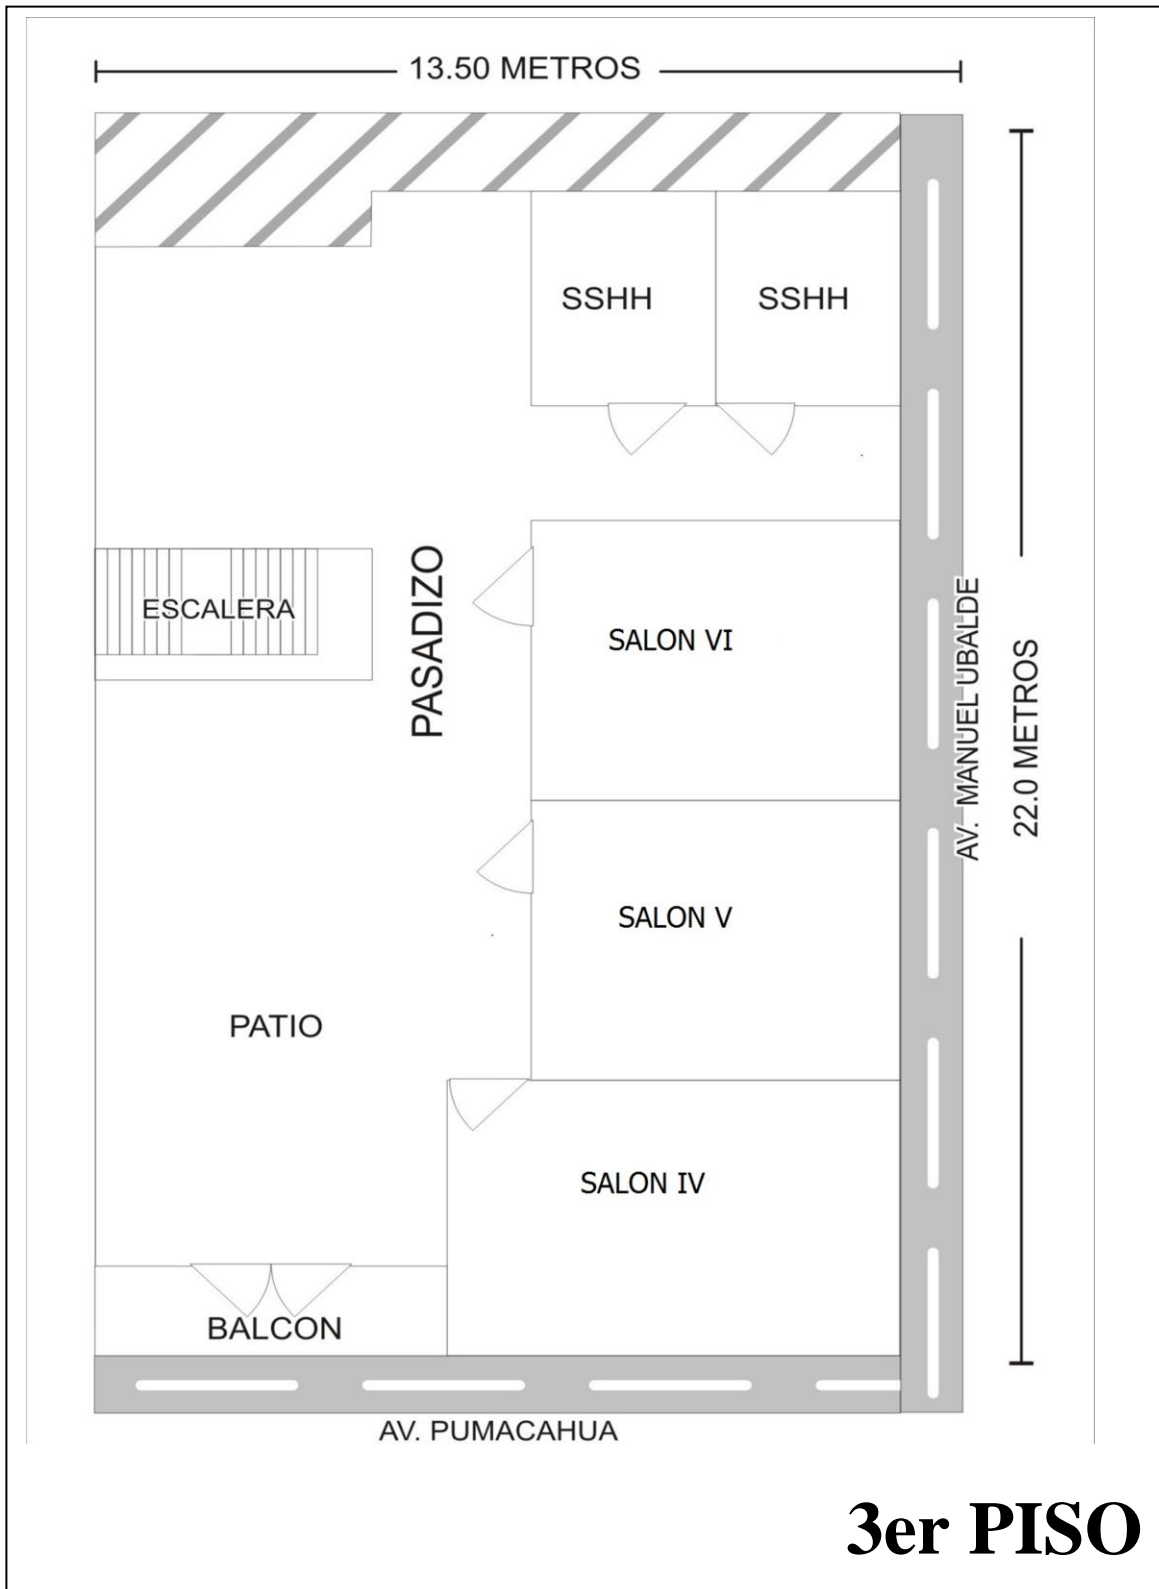 13.50 METROS
SSHH
SSHH
ESCALERA
PASADIZO
SALON VI
AV. MANUEL UBALDE
22.0 METROS
SALON V
PATIO
SALON IV
BALCON
AV. PUMACAHUA
3er PISO